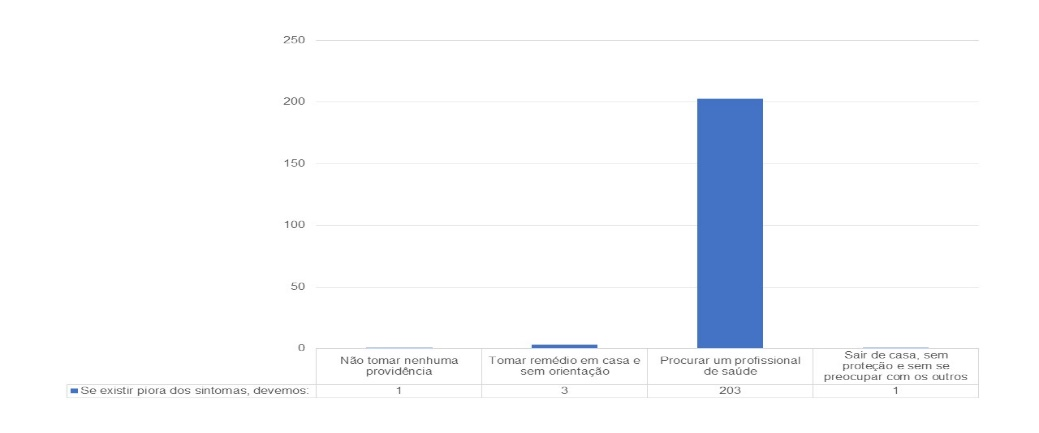 250
200
150
100
50
0
Não tomar nenhuma
providência
Tomar remédio em casa e
sem orientação
Procurar um profissional
de saúde
Sair de casa, sem
proteção e sem se
preocupar com os outros
Se existir piora dos sintomas, devemos:
1
3
203
1